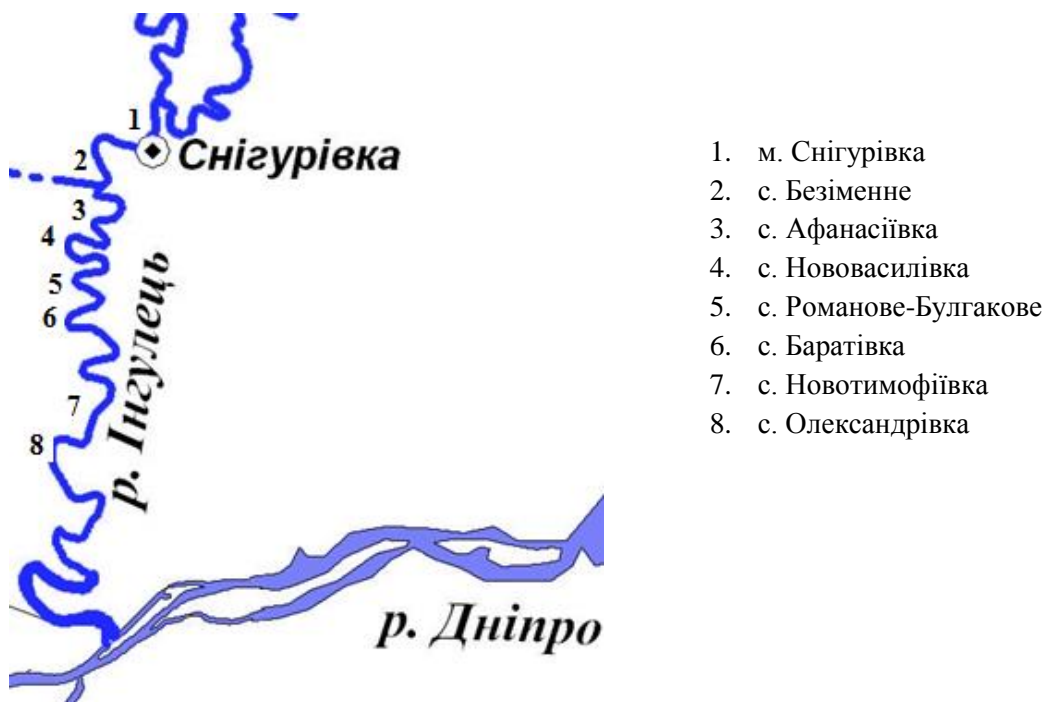 1
Снігурівка
2
3
4
5
6
7
8
р. Інгулець
р. Дніпро
1. м. Снігурівка
2. с. Безіменне
3. с. Афанасіївка
4. с. Нововасилівка
5. с. Романове-Булгакове
6. с. Баратівка
7. с. Новотимофіївка
8. с. Олександрівка